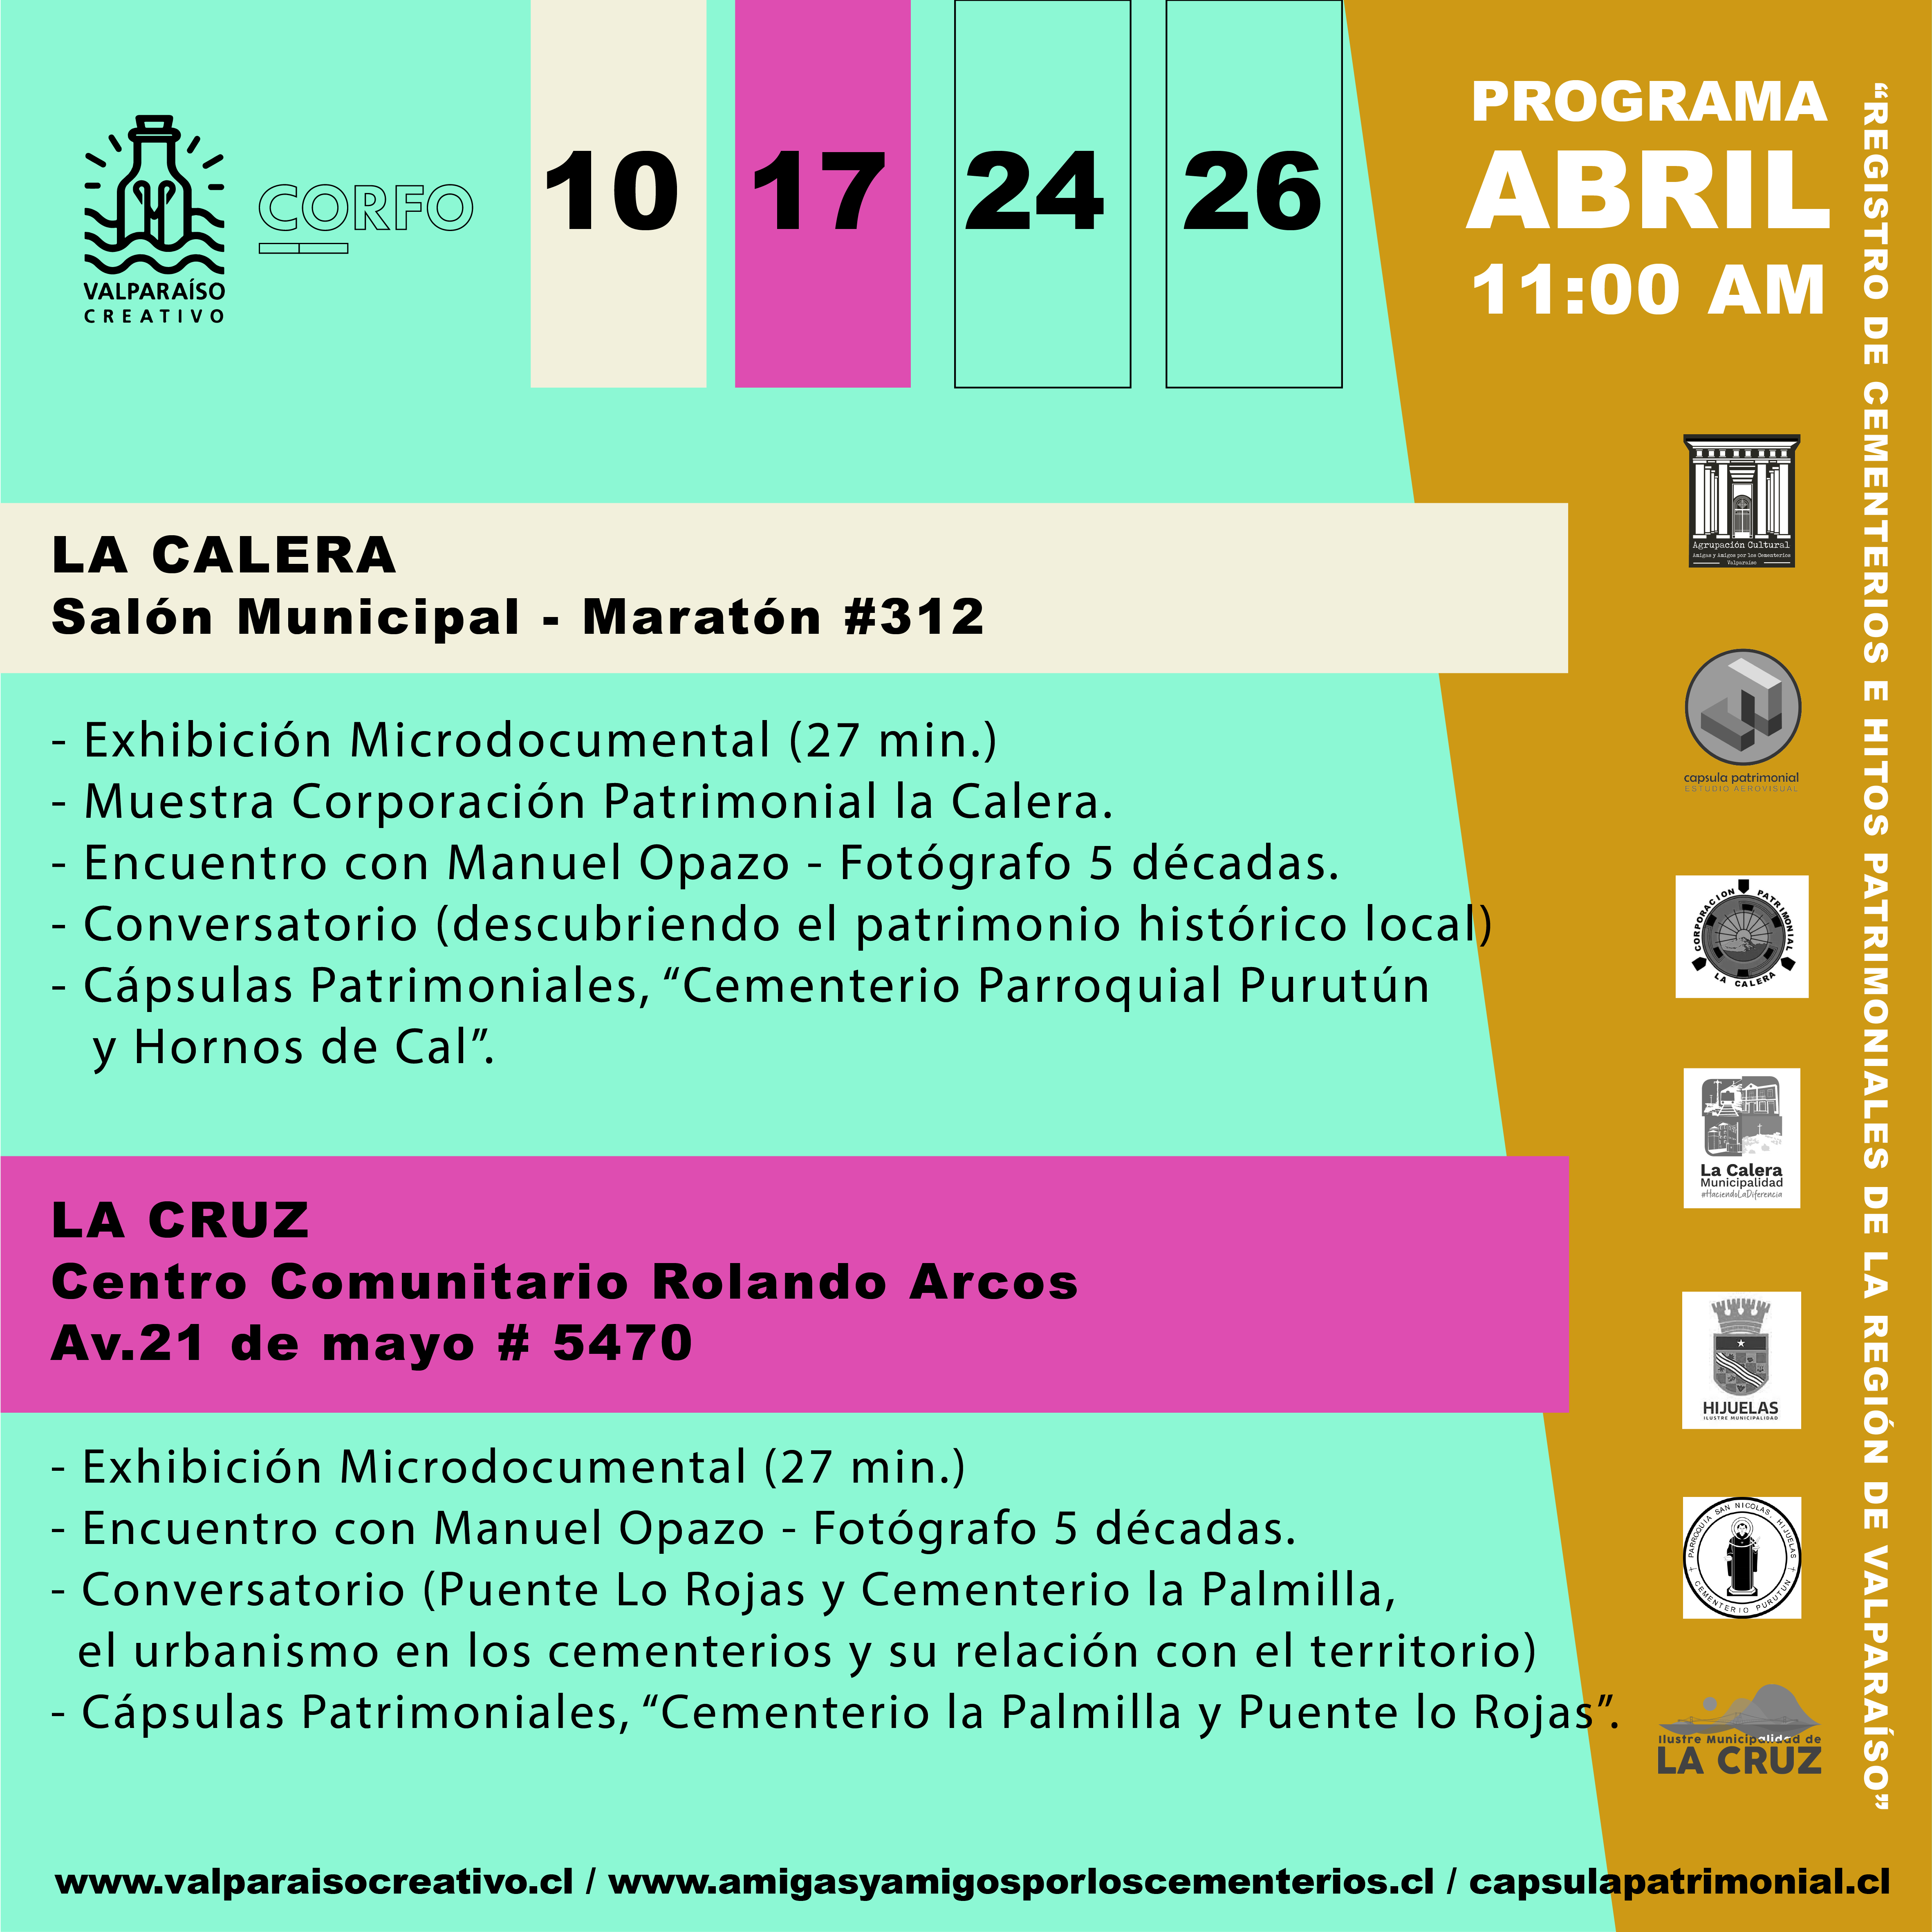 VALPARAÍSO
CREATIVO
CORFO
10 17 24 26
PROGRAMA
ABRIL
11:00 AM
“REGISTRO DE CEMENTERIOS E HITOS PATRIMONIALES DE LA REGIÓN DE VALPARAÍSO”
LA CALERA
Salón Municipal - Maratón #312
- Exhibición Microdocumental (27 min.)
- Muestra Corporación Patrimonial la Calera.
- Encuentro con Manuel Opazo - Fotógrafo 5 décadas.
- Conversatorio (descubriendo el patrimonio histórico local)
- Cápsulas Patrimoniales, “Cementerio Parroquial Purutún
y Hornos de Cal”.
LA CRUZ
Centro Comunitario Rolando Arcos
Av.21 de mayo # 5470
- Exhibición Microdocumental (27 min.)
- Encuentro con Manuel Opazo - Fotógrafo 5 décadas.
- Conversatorio (Puente Lo Rojas y Cementerio la Palmilla,
el urbanismo en los cementerios y su relación con el territorio)
- Cápsulas Patrimoniales, “Cementerio la Palmilla y Puente lo Rojas”.
Agrupación Cultural
Amigas y Amigos por los Cementerios
Valparaíso
capsula patrimonial
ESTUDIO AEROVISUAL
CORPORACION PATRIMONIAL
LA CALERA
La Calera
Municipalidad
#HaciendoLaDiferencia
HIJUELAS
ILUSTRE MUNICIPALIDAD
PARROQUIA SAN NICOLAS, HIJUELAS
CEMENTERIO PURUTUN
Ilustre Municipalidad de
LA CRUZ
www.valparaisocreativo.cl / www.amigasyamigosporloscementerios.cl / capsulapatrimonial.cl